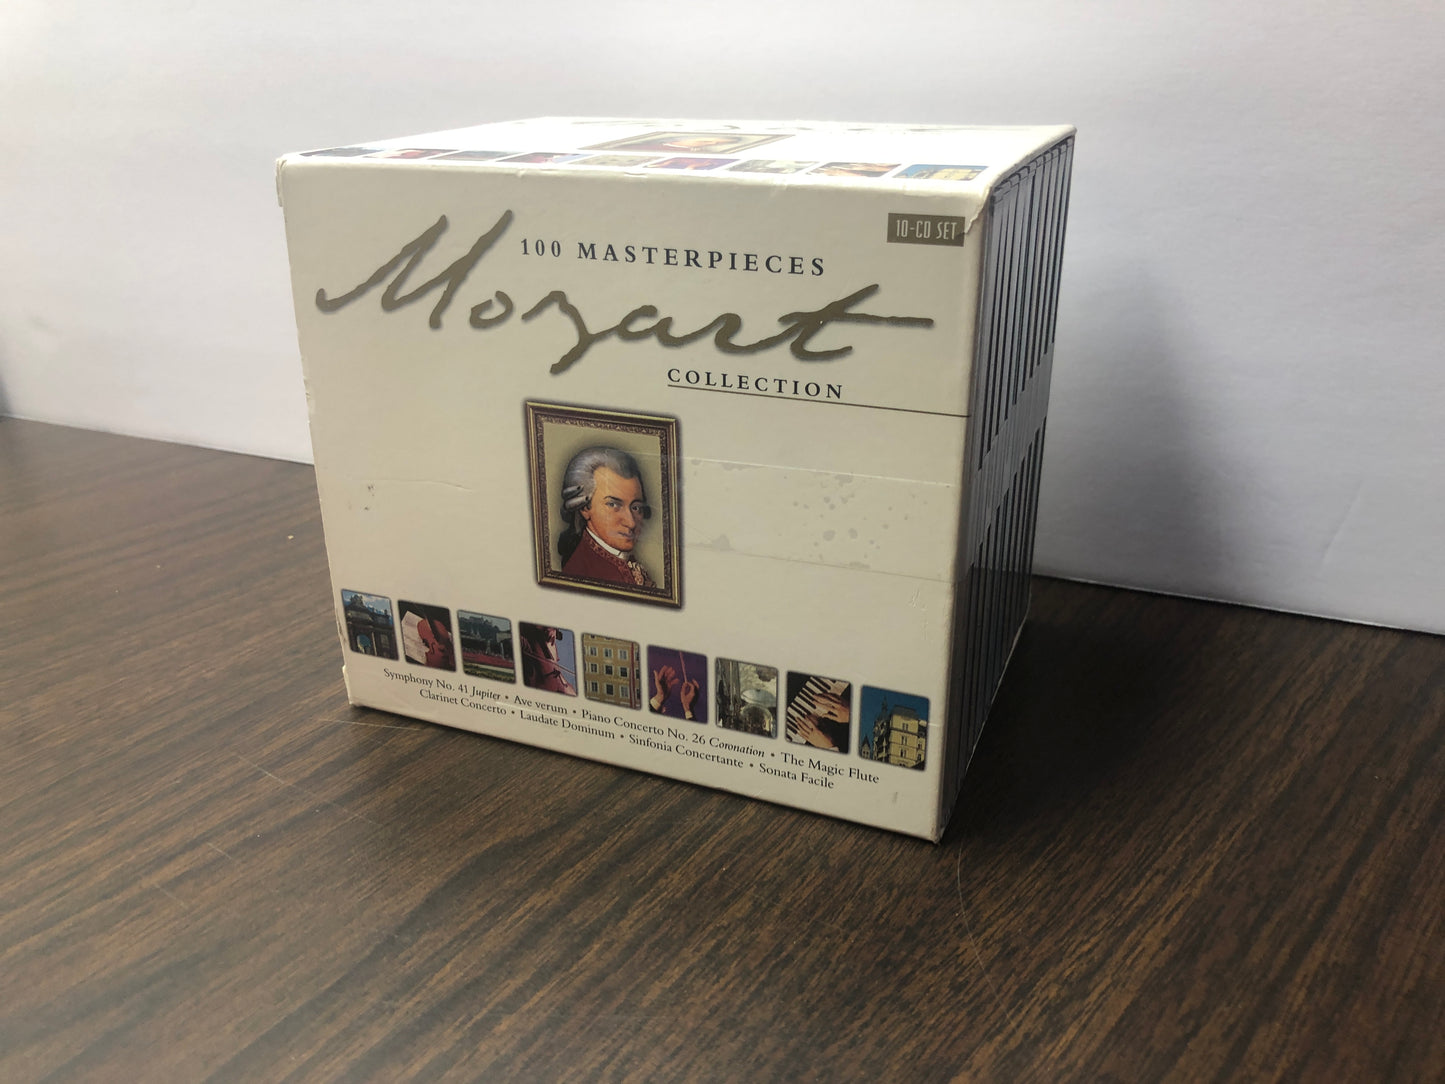 10-CD SET
100 MASTERPIECES
Mozart
COLLECTION
Symphony No. 41 Jupiter • Ave verum • Piano Concerto No. 26 Coronation • The Magic Flute
Clarinet Concerto • Laudate Dominum • Sinfonia Concertante • Sonata Facile